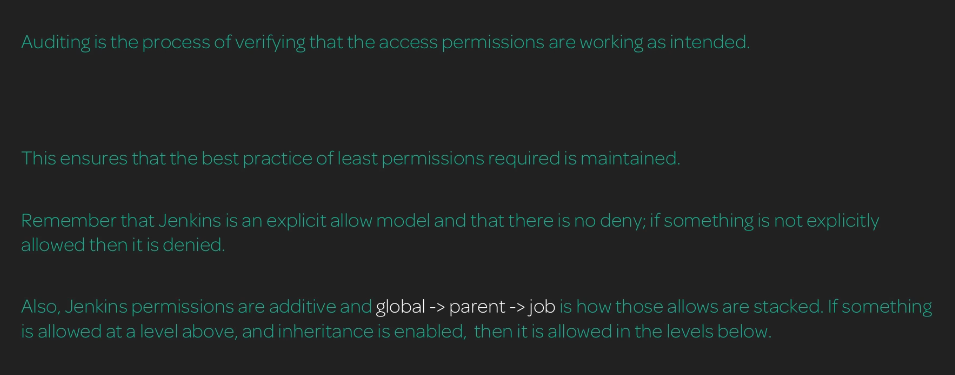 Auditing is the process of verifying that the access permissions are working as intended.
This ensures that the best practice of least permissions required is maintained.
Remember that Jenkins is an explicit allow model and that there is no deny; if something is not explicitly
allowed then it is denied.
Also, Jenkins permissions are additive and global -> parent -> job is how those allows are stacked. If something
is allowed at a level above, and inheritance is enabled,  then it is allowed in the levels below.